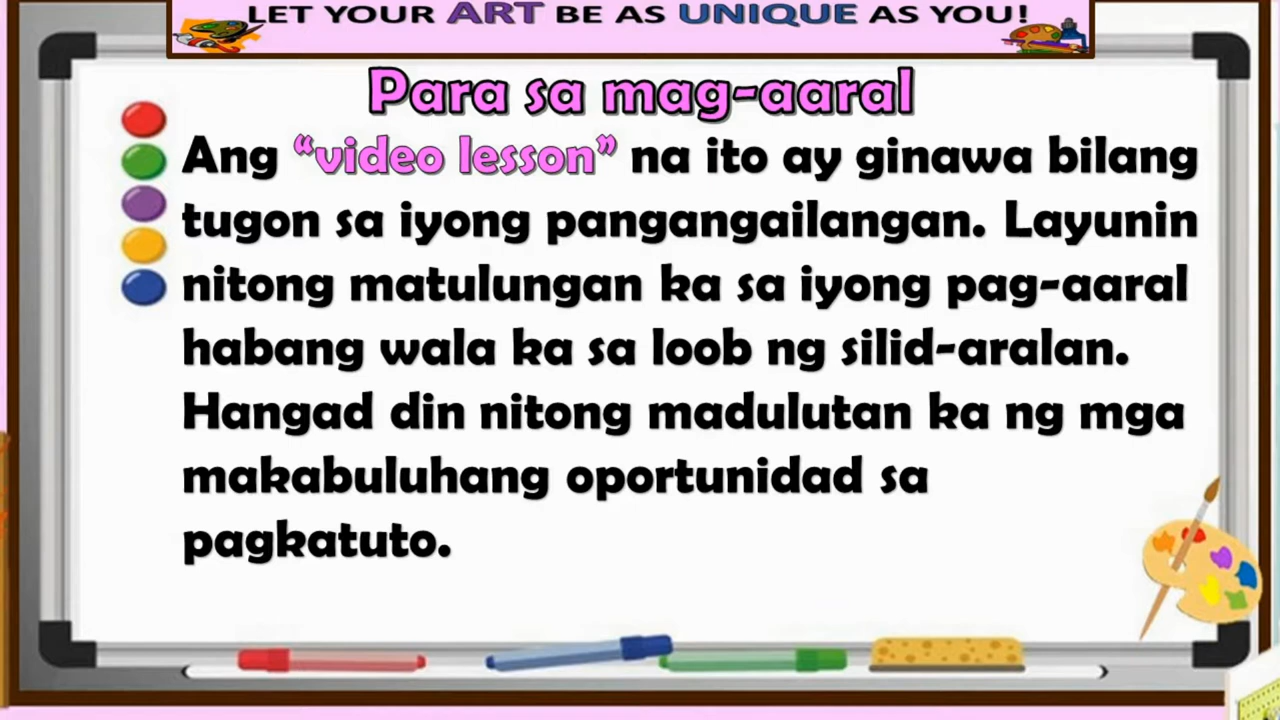 LET YOUR ART BE AS UNIQUE AS YOU!
Para sa mag-aaral
Ang “video lesson” na ito ay ginawa bilang
tugon sa iyong pangangailangan. Layunin
nitong matulungan ka sa iyong pag-aaral
habang wala ka sa loob ng silid-aralan.
Hangad din nitong madulutan ka ng mga
makabuluhang oportunidad sa
pagkatuto.